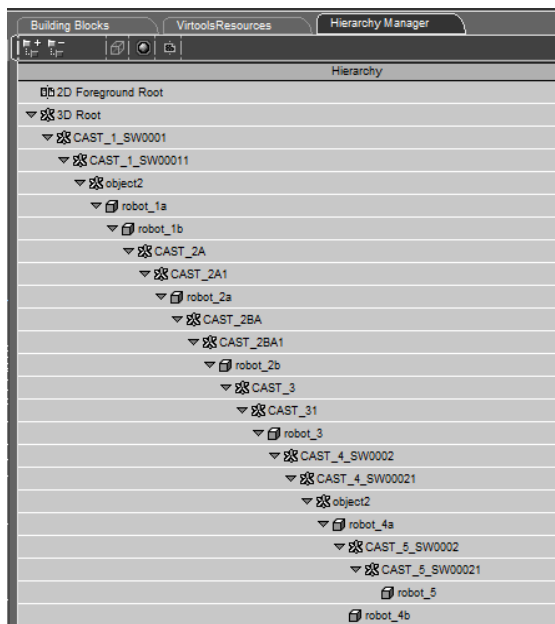 Building Blocks VirtoolsResources Hierarchy Manager
Hierarchy
2D Foreground Root
3D Root
CAST_1_SW0001
CAST_1_SW00011
object2
robot_1a
robot_1b
CAST_2A
CAST_2A1
robot_2a
CAST_2BA
CAST_2BA1
robot_2b
CAST_3
CAST_31
robot_3
CAST_4_SW0002
CAST_4_SW00021
object2
robot_4a
CAST_5_SW0002
CAST_5_SW00021
robot_5
robot_4b